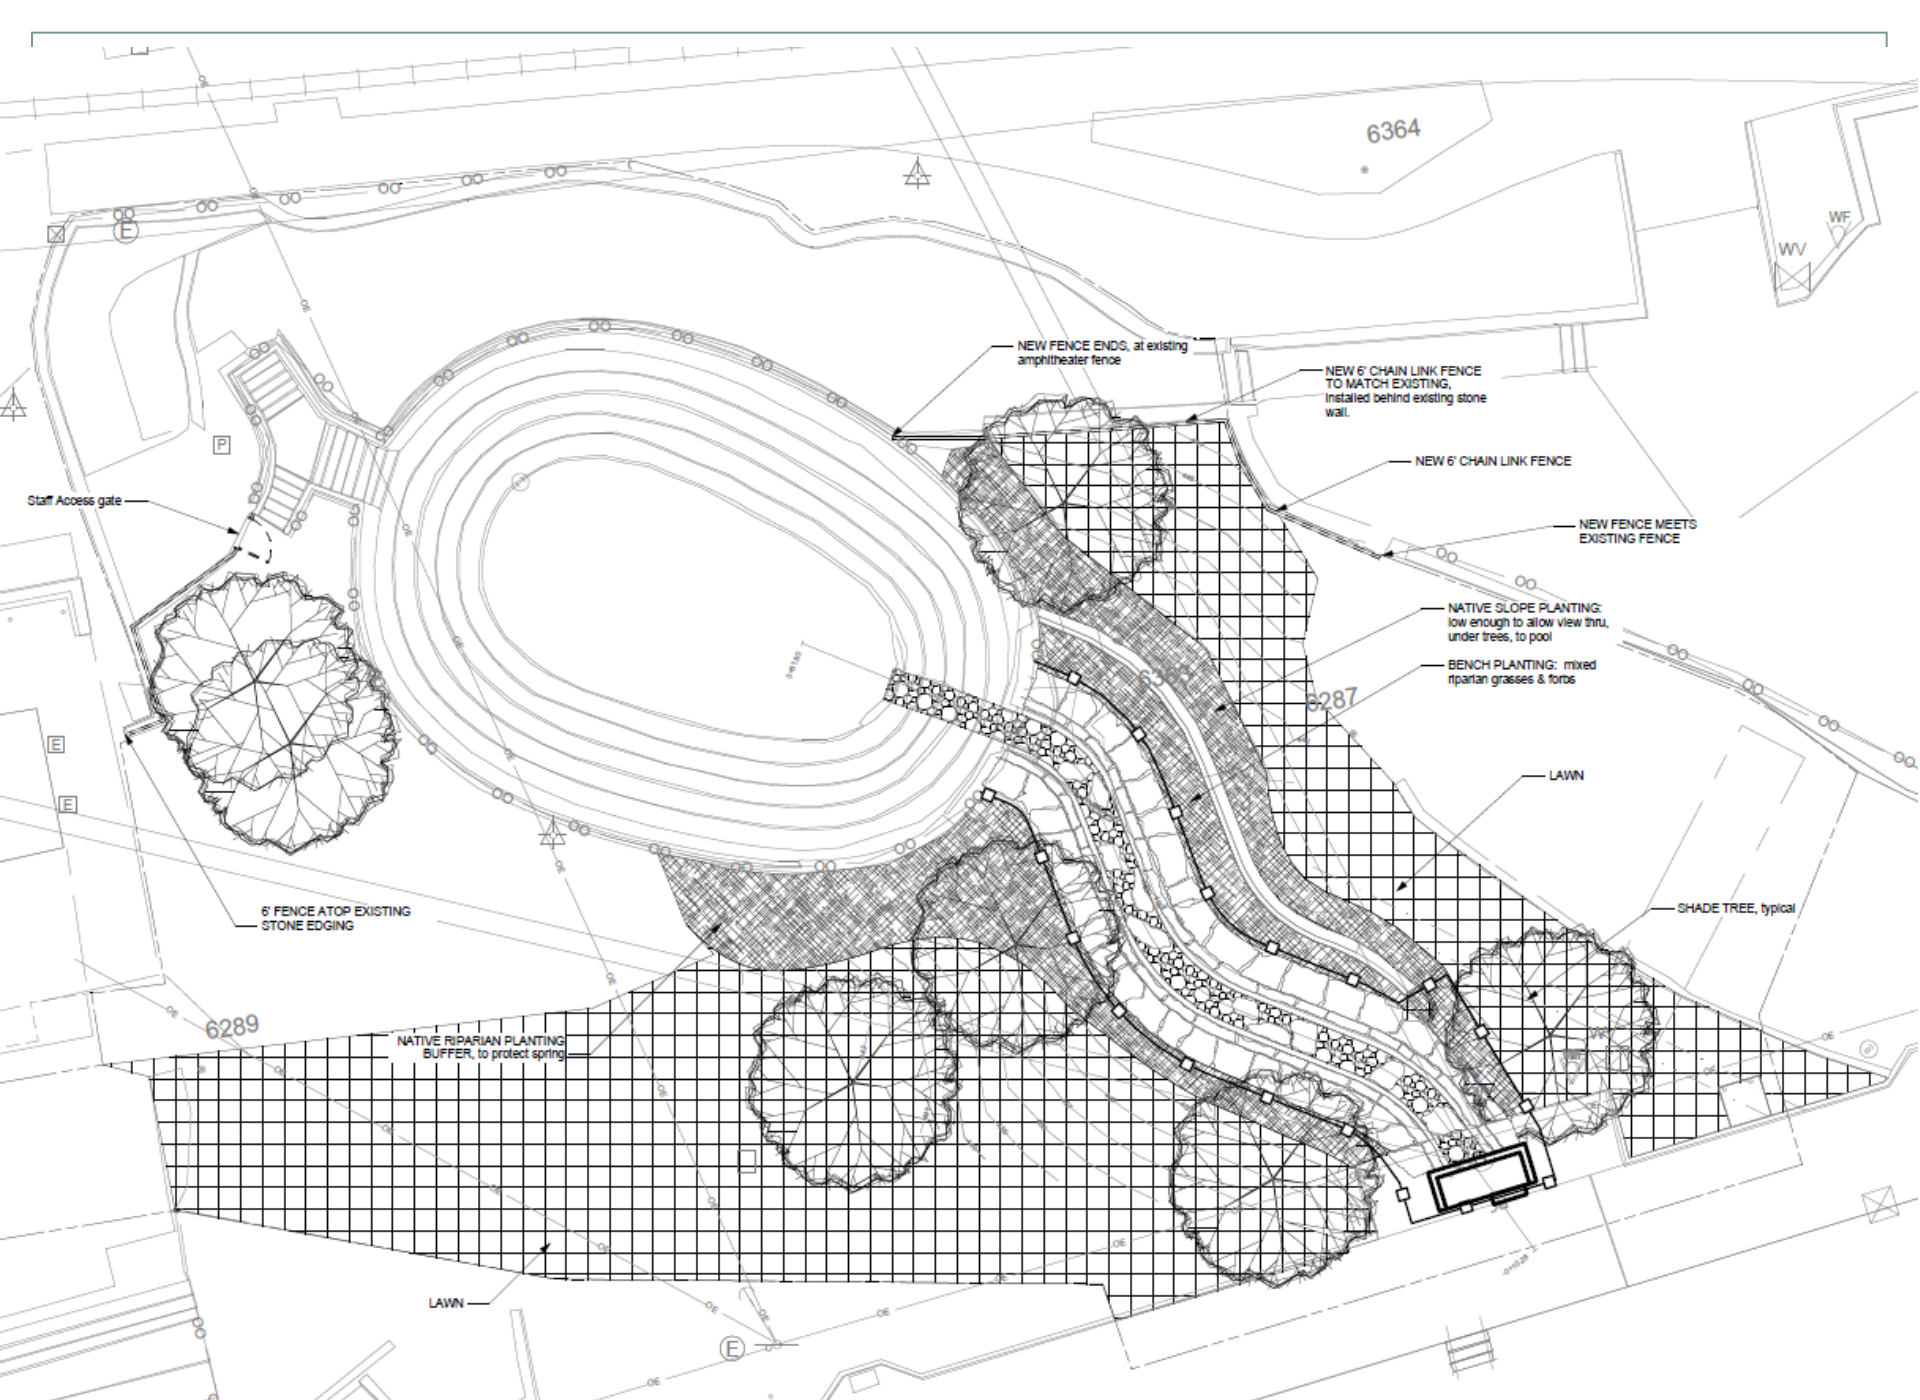 6364
WF
WV
E
NEW FENCE ENDS, at existing
amphitheater fence
NEW 6' CHAIN LINK FENCE
TO MATCH EXISTING,
installed behind existing stone
wall.
P
NEW 6' CHAIN LINK FENCE
Staff Access gate
NEW FENCE MEETS
EXISTING FENCE
NATIVE SLOPE PLANTING:
low enough to allow view thru,
under trees, to pool
BENCH PLANTING: mixed
riparian grasses & forbs
6287
E
LAWN
E
6' FENCE ATOP EXISTING
STONE EDGING
SHADE TREE, typical
6289
NATIVE RIPARIAN PLANTING
BUFFER, to protect spring
LAWN
E